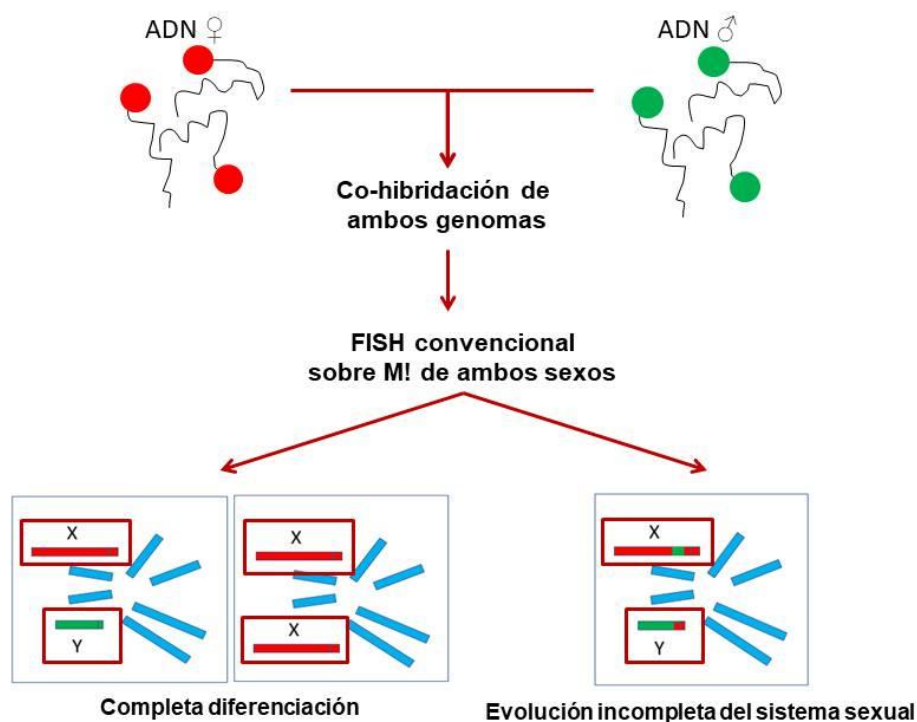 ADN ♀
ADN ♂
Co-hibridación de
ambos genomas
FISH convencional
sobre M! de ambos sexos
X
Y
X
X
X
Y
Completa diferenciación
Evolución incompleta del sistema sexual